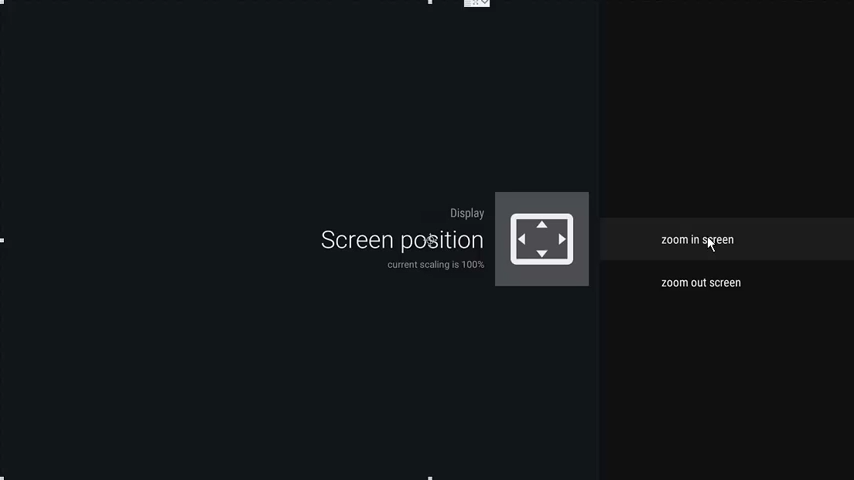 Display
Screen position
current scaling is 100%
zoom in screen
zoom out screen